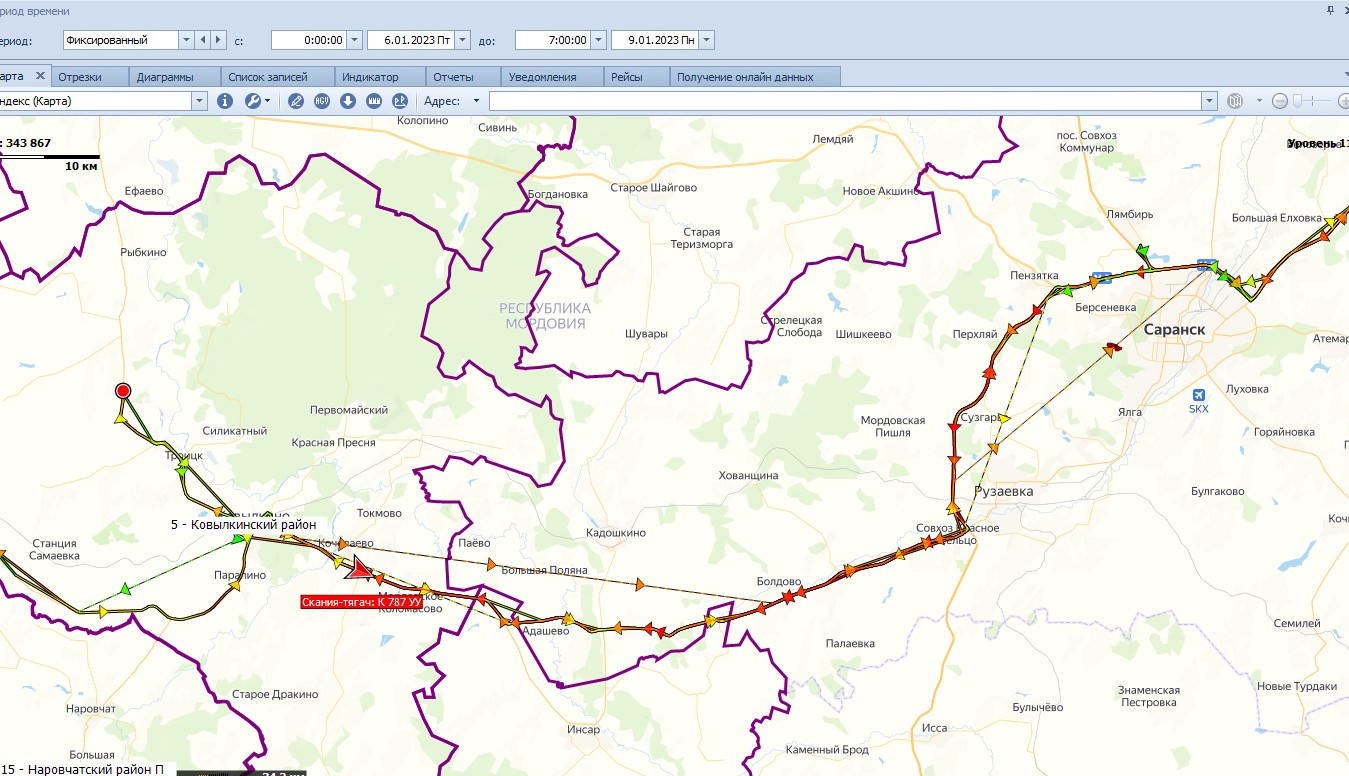 риод времени
ериод:
Фиксированный
с:
0:00:00
6.01.2023 Пт
до:
7:00:00
9.01.2023 Пн
арта
Отрезки
Диаграммы
Список записей
Индикатор
Отчеты
Уведомления
Рейсы
Получение онлайн данных
ндекс (Карта)
Адрес:
: 343 867
10 км
Колопино
Сивинь
Лемдяй
пос. Совхоз
Коммунар
Уровень 11
Ефаево
Богдановка
Старое Шайгово
Новое Акшино
Лямбирь
Большая Елховка
Рыбкино
Старая
Теризморга
Пензятка
РЕСПУБЛИКА
МОРДОВИЯ
Шувары
Стрелецкая
Слобода
Шишкеево
Перхляй
Берсеневка
Саранск
Атемар
Луховка
SKX
Первомайский
Силикатный
Красная Пресня
Мордовская
Пишля
Сузгарь
Ялга
Горяйновка
Троицк
Хованщина
Рузаевка
Булгаково
Токмово
5 - Ковылкинский район
Кадошкино
Совхоз Красное
Сельцо
Станция
Самаевка
Кочелаево
Паёво
Парапино
Большая Поляна
Болдово
Скания-тягач: К 787 УУ
Мордовское
Коломасово
Адашево
Палаевка
Семилей
Старое Дракино
Знаменская
Пестровка
Новые Турдаки
Наровчат
Булычёво
Инсар
Исса
Большая
Каменный Брод
15 - Наровчатский район П